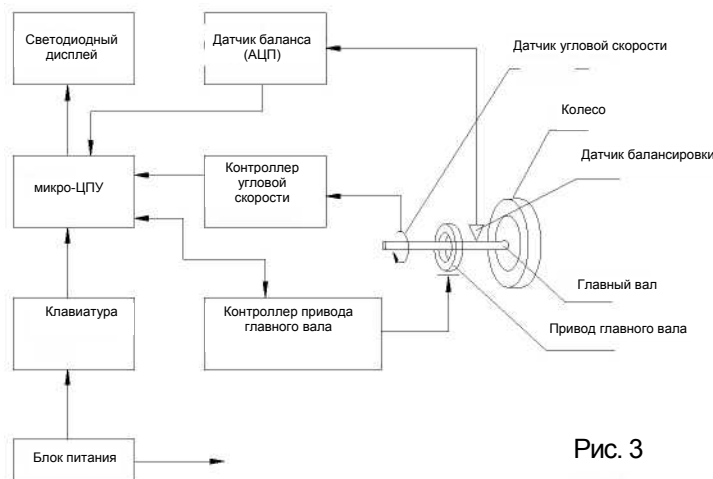 Светодиодный
дисплей
Датчик баланса
(АЦП)
Датчик угловой скорости
Колесо
Датчик балансировки
микро-ЦПУ
Контроллер
угловой
скорости
Главный вал
Привод главного вала
Клавиатура
Контроллер привода
главного вала
Блок питания
Рис. 3